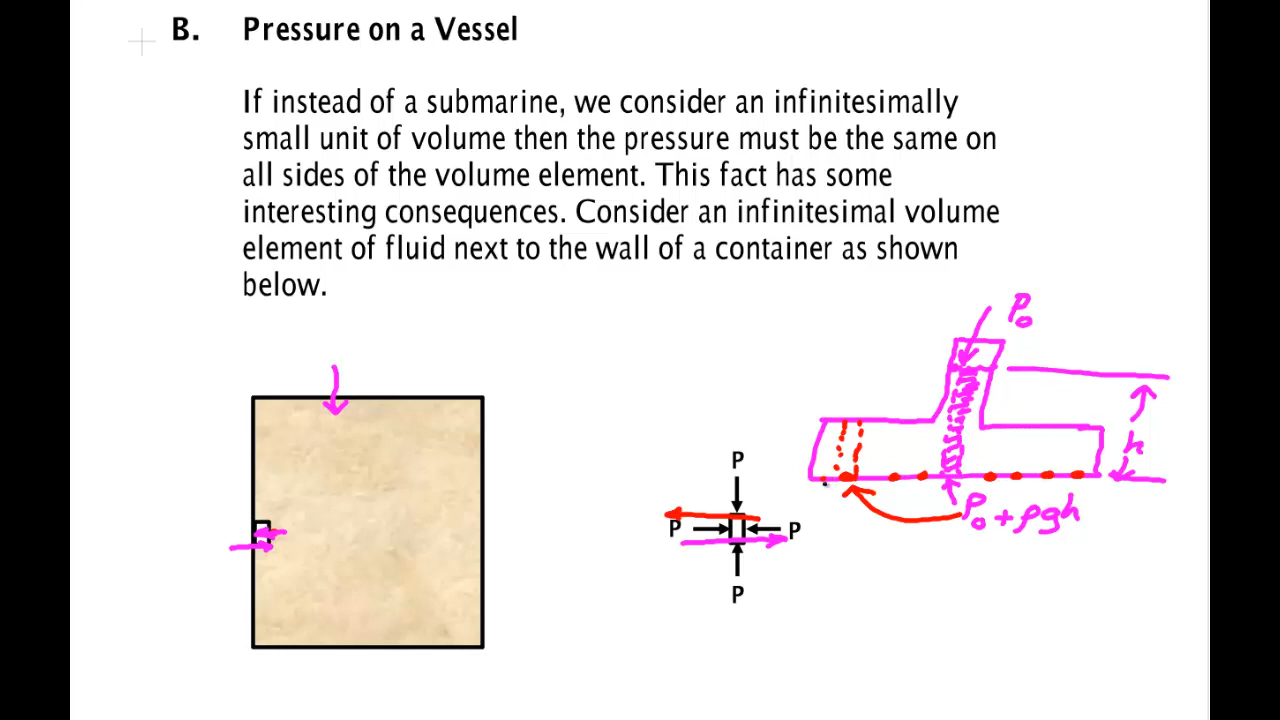 B. Pressure on a Vessel
If instead of a submarine, we consider an infinitesimally
small unit of volume then the pressure must be the same on
all sides of the volume element. This fact has some
interesting consequences. Consider an infinitesimal volume
element of fluid next to the wall of a container as shown
below.
P₀
h
P
P P
P
P₀ + ρgh